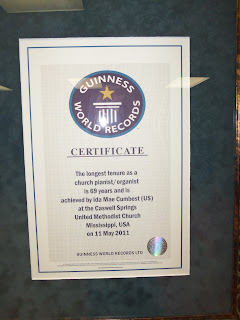 GUINNESS
WORLD RECORDS
CERTIFICATE
The longest tenure as a
church pianist/organist
is 69 years and is
achieved by Ida Mae Cumbest (US)
at the Caswell Springs
United Methodist Church
Mississippi, USA
on 11 May 2011
GUINNESS WORLD RECORDS LTD